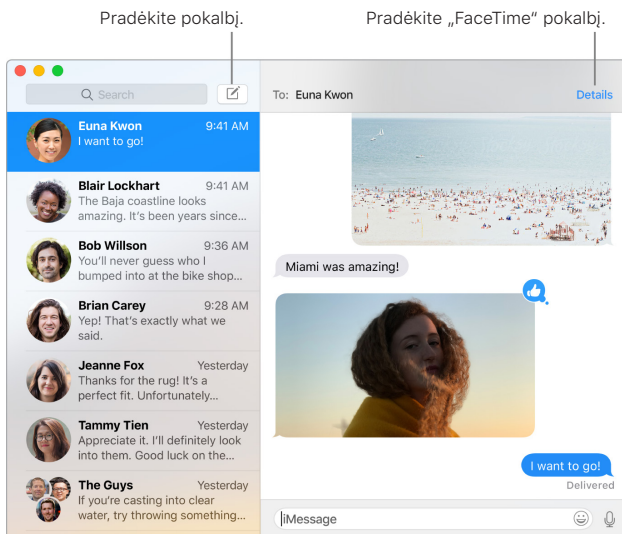 Pradėkite pokalbį.
Pradėkite „FaceTime“ pokalbį.
Search
To: Euna Kwon
Details
Euna Kwon 9:41 AM
I want to go!
Blair Lockhart 9:41 AM
The Baja coastline looks
amazing. It’s been years since...
Bob Willson 9:36 AM
You’ll never guess who I
bumped into at the bike shop...
Brian Carey 9:28 AM
Yep! That’s exactly what we
said.
Jeanne Fox Yesterday
Thanks for the rug! It’s a
perfect fit. Unfortunately...
Tammy Tien Yesterday
Appreciate it. I’ll definitely look
into them. Good luck on the...
The Guys Yesterday
If you’re casting into clear
water, try throwing something...
Miami was amazing!
I want to go!
Delivered
iMessage